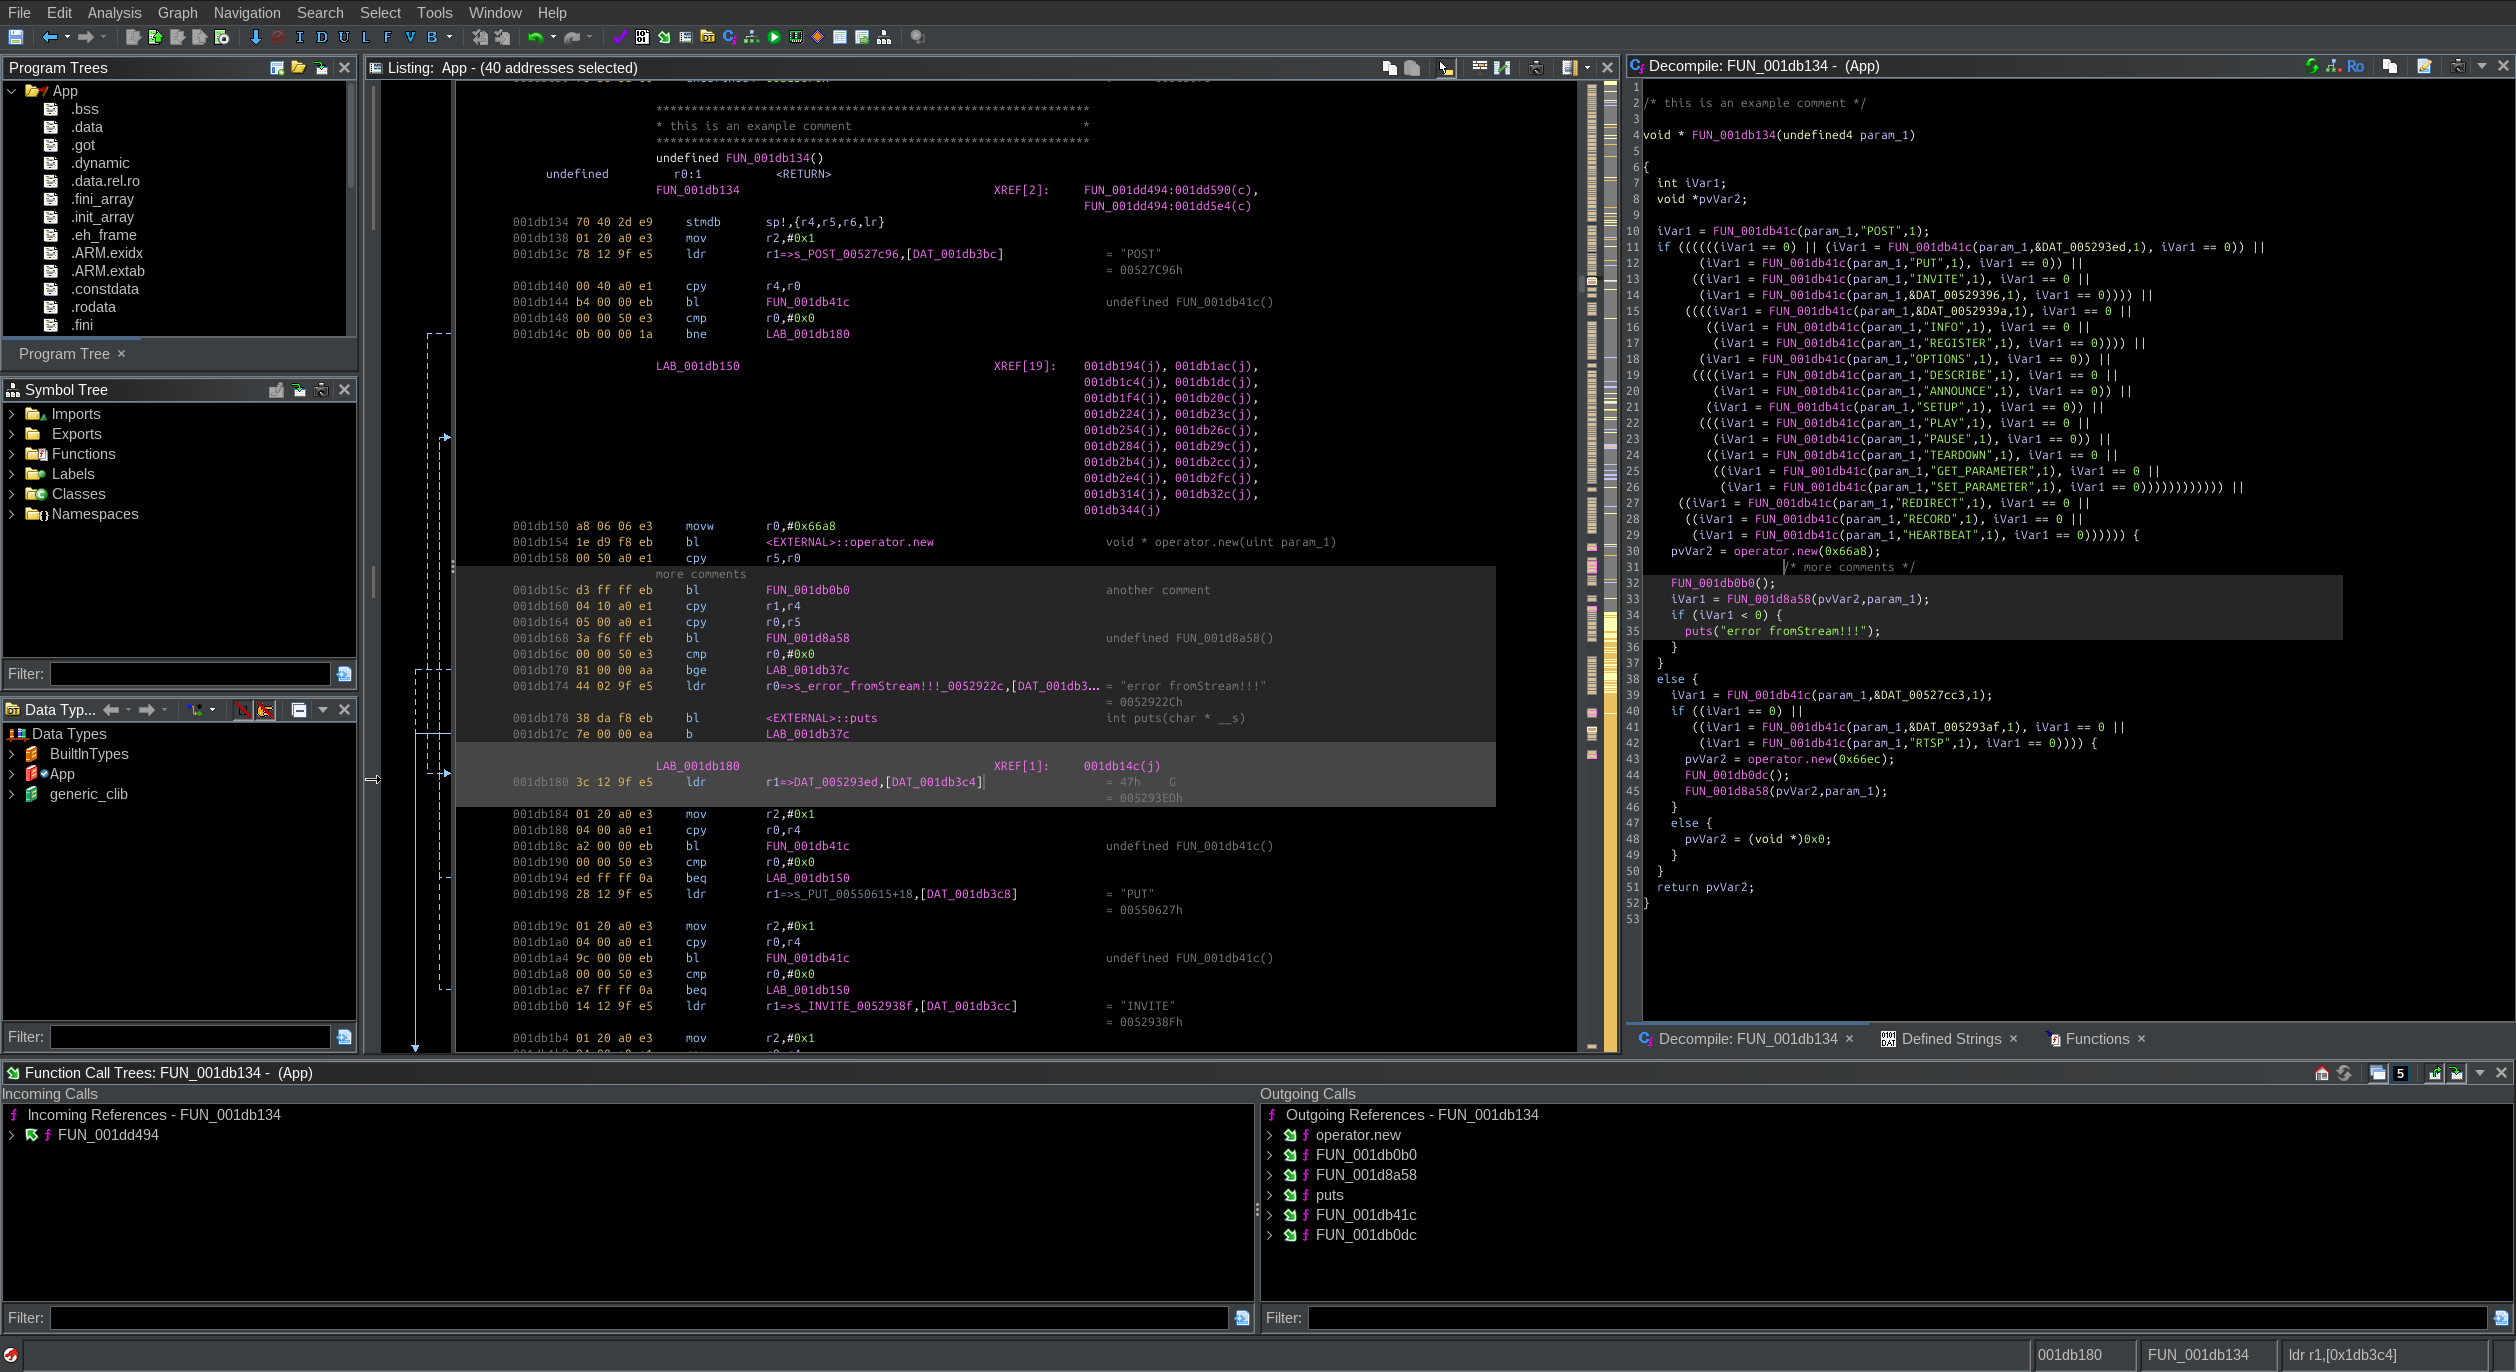 File Edit Analysis Graph Navigation Search Select Tools Window Help
I D U L F V B
Program Trees
App
.bss
.data
.got
.dynamic
.data.rel.ro
.fini_array
.init_array
.eh_frame
.ARM.exidx
.ARM.extab
.constdata
.rodata
.fini
Program Tree ×
Symbol Tree
Imports
Exports
Functions
Labels
Classes
Namespaces
Filter:
Data Typ...
Data Types
BuiltInTypes
App
generic_clib
Filter:
Listing: App - (40 addresses selected)
**************************************************************
* this is an example comment *
**************************************************************
undefined FUN_001db134()
undefined r0:1 <RETURN>
FUN_001db134 XREF[2]: FUN_001dd494:001dd590(c),
FUN_001dd494:001dd5e4(c)
001db134 70 40 2d e9 stmdb sp!,{r4,r5,r6,lr}
001db138 01 20 a0 e3 mov r2,#0x1
001db13c 78 12 9f e5 ldr r1=>s_POST_00527c96,[DAT_001db3bc] = "POST"
= 00527C96h
001db140 00 40 a0 e1 cpy r4,r0
001db144 b4 00 00 eb bl FUN_001db41c undefined FUN_001db41c()
001db148 00 00 50 e3 cmp r0,#0x0
001db14c 0b 00 00 1a bne LAB_001db180
LAB_001db150 XREF[19]: 001db194(j), 001db1ac(j),
001db1c4(j), 001db1dc(j),
001db1f4(j), 001db20c(j),
001db224(j), 001db23c(j),
001db254(j), 001db26c(j),
001db284(j), 001db29c(j),
001db2b4(j), 001db2cc(j),
001db2e4(j), 001db2fc(j),
001db314(j), 001db32c(j),
001db344(j)
001db150 a8 06 06 e3 movw r0,#0x66a8
001db154 1e d9 f8 eb bl <EXTERNAL>::operator.new void * operator.new(uint param_1)
001db158 00 50 a0 e1 cpy r5,r0
more comments
001db15c d3 ff ff eb bl FUN_001db0b0 another comment
001db160 04 10 a0 e1 cpy r1,r4
001db164 05 00 a0 e1 cpy r0,r5
001db168 3a f6 ff eb bl FUN_001d8a58 undefined FUN_001d8a58()
001db16c 00 00 50 e3 cmp r0,#0x0
001db170 81 00 00 aa bge LAB_001db37c
001db174 44 02 9f e5 ldr r0=>s_error_fromStream!!!_0052922c,[DAT_001db3... = "error fromStream!!!"
= 0052922Ch
001db178 38 da f8 eb bl <EXTERNAL>::puts int puts(char * __s)
001db17c 7e 00 00 ea b LAB_001db37c
LAB_001db180 XREF[1]: 001db14c(j)
001db180 3c 12 9f e5 ldr r1=>DAT_005293ed,[DAT_001db3c4] = 47h G
= 005293EDh
001db184 01 20 a0 e3 mov r2,#0x1
001db188 04 00 a0 e1 cpy r0,r4
001db18c a2 00 00 eb bl FUN_001db41c undefined FUN_001db41c()
001db190 00 00 50 e3 cmp r0,#0x0
001db194 ed ff ff 0a beq LAB_001db150
001db198 28 12 9f e5 ldr r1=>s_PUT_00550615+18,[DAT_001db3c8] = "PUT"
= 00550627h
001db19c 01 20 a0 e3 mov r2,#0x1
001db1a0 04 00 a0 e1 cpy r0,r4
001db1a4 9c 00 00 eb bl FUN_001db41c undefined FUN_001db41c()
001db1a8 00 00 50 e3 cmp r0,#0x0
001db1ac e7 ff ff 0a beq LAB_001db150
001db1b0 14 12 9f e5 ldr r1=>s_INVITE_0052938f,[DAT_001db3cc] = "INVITE"
= 0052938Fh
001db1b4 01 20 a0 e3 mov r2,#0x1
Decompile: FUN_001db134 - (App)
Ro
1
2 /* this is an example comment */
3
4 void * FUN_001db134(undefined4 param_1)
5
6 {
7 int iVar1;
8 void *pvVar2;
9
10 iVar1 = FUN_001db41c(param_1,"POST",1);
11 if ((((((iVar1 == 0) || (iVar1 = FUN_001db41c(param_1,&DAT_005293ed,1), iVar1 == 0)) ||
12 (iVar1 = FUN_001db41c(param_1,"PUT",1), iVar1 == 0)) ||
13 ((iVar1 = FUN_001db41c(param_1,"INVITE",1), iVar1 == 0 ||
14 (iVar1 = FUN_001db41c(param_1,&DAT_00529396,1), iVar1 == 0)))) ||
15 ((((iVar1 = FUN_001db41c(param_1,&DAT_0052939a,1), iVar1 == 0 ||
16 ((iVar1 = FUN_001db41c(param_1,"INFO",1), iVar1 == 0 ||
17 (iVar1 = FUN_001db41c(param_1,"REGISTER",1), iVar1 == 0)))) ||
18 (iVar1 = FUN_001db41c(param_1,"OPTIONS",1), iVar1 == 0)) ||
19 ((((iVar1 = FUN_001db41c(param_1,"DESCRIBE",1), iVar1 == 0 ||
20 (iVar1 = FUN_001db41c(param_1,"ANNOUNCE",1), iVar1 == 0)) ||
21 (iVar1 = FUN_001db41c(param_1,"SETUP",1), iVar1 == 0)) ||
22 (((iVar1 = FUN_001db41c(param_1,"PLAY",1), iVar1 == 0 ||
23 (iVar1 = FUN_001db41c(param_1,"PAUSE",1), iVar1 == 0)) ||
24 ((iVar1 = FUN_001db41c(param_1,"TEARDOWN",1), iVar1 == 0 ||
25 ((iVar1 = FUN_001db41c(param_1,"GET_PARAMETER",1), iVar1 == 0 ||
26 (iVar1 = FUN_001db41c(param_1,"SET_PARAMETER",1), iVar1 == 0)))))))))))) ||
27 ((iVar1 = FUN_001db41c(param_1,"REDIRECT",1), iVar1 == 0 ||
28 ((iVar1 = FUN_001db41c(param_1,"RECORD",1), iVar1 == 0 ||
29 (iVar1 = FUN_001db41c(param_1,"HEARTBEAT",1), iVar1 == 0)))))) {
30 pvVar2 = operator.new(0x66a8);
31 /* more comments */
32 FUN_001db0b0();
33 iVar1 = FUN_001d8a58(pvVar2,param_1);
34 if (iVar1 < 0) {
35 puts("error fromStream!!!");
36 }
37 }
38 else {
39 iVar1 = FUN_001db41c(param_1,&DAT_00527cc3,1);
40 if ((iVar1 == 0) ||
41 ((iVar1 = FUN_001db41c(param_1,&DAT_005293af,1), iVar1 == 0 ||
42 (iVar1 = FUN_001db41c(param_1,"RTSP",1), iVar1 == 0)))) {
43 pvVar2 = operator.new(0x66ec);
44 FUN_001db0dc();
45 FUN_001d8a58(pvVar2,param_1);
46 }
47 else {
48 pvVar2 = (void *)0x0;
49 }
50 }
51 return pvVar2;
52 }
53
Decompile: FUN_001db134 × Defined Strings × Functions ×
Function Call Trees: FUN_001db134 - (App)
5
Incoming Calls
Incoming References - FUN_001db134
FUN_001dd494
Filter:
Outgoing Calls
Outgoing References - FUN_001db134
operator.new
FUN_001db0b0
FUN_001d8a58
puts
FUN_001db41c
FUN_001db0dc
Filter:
001db180 FUN_001db134 ldr r1,[0x1db3c4]